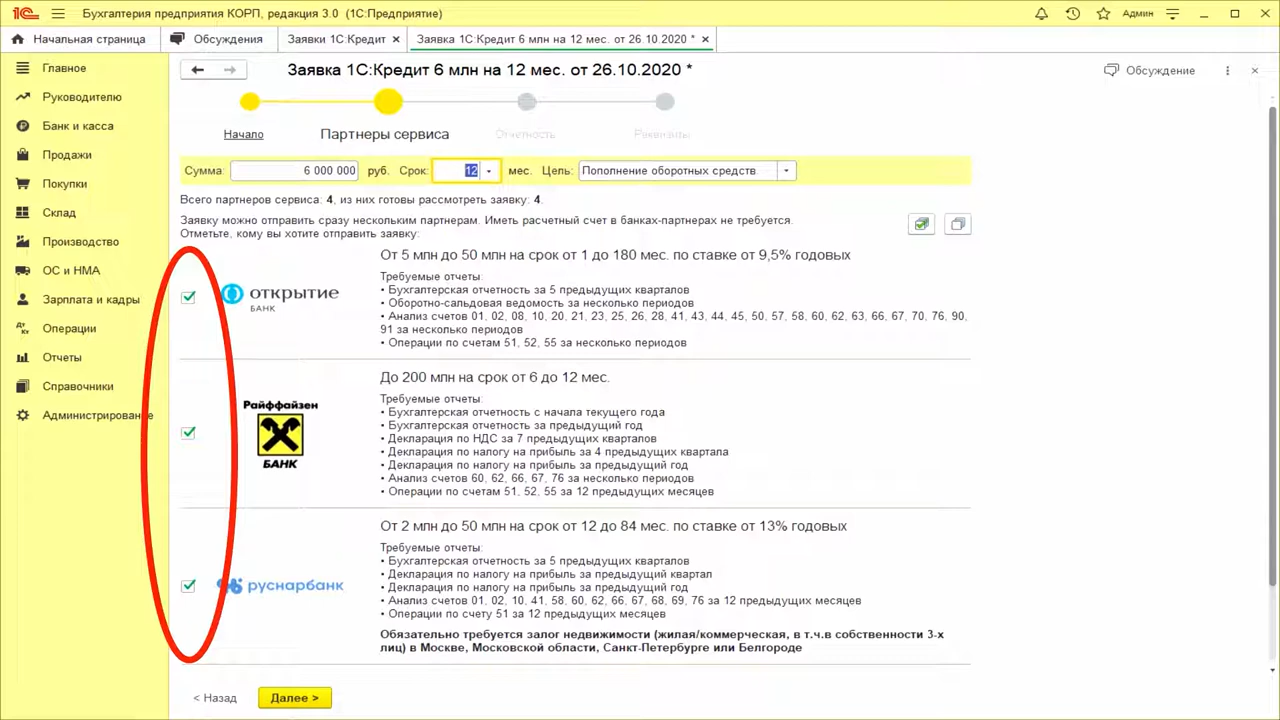 Бухгалтерия предприятия КОРП, редакция 3.0 (1С:Предприятие)
Админ
Начальная страница
Обсуждения
Заявки 1С:Кредит ×
Заявка 1С:Кредит 6 млн на 12 мес. от 26.10.2020 * ×
Главное
Руководителю
Банк и касса
Продажи
Покупки
Склад
Производство
ОС и НМА
Зарплата и кадры
Операции
Отчеты
Справочники
Администрирование
Заявка 1С:Кредит 6 млн на 12 мес. от 26.10.2020 *
Обсуждение
Начало
Партнеры сервиса
Отчетность
Реквизиты
Сумма: 6 000 000 руб. Срок: 12 мес. Цель: Пополнение оборотных средств
Всего партнеров сервиса: 4, из них готовы рассмотреть заявку: 4.
Заявку можно отправить сразу нескольким партнерам. Иметь расчетный счет в банках-партнерах не требуется.
Отметьте, кому вы хотите отправить заявку:
открытие
БАНК
От 5 млн до 50 млн на срок от 1 до 180 мес. по ставке от 9,5% годовых
Требуемые отчеты:
• Бухгалтерская отчетность за 5 предыдущих кварталов
• Оборотно-сальдовая ведомость за несколько периодов
• Анализ счетов 01, 02, 08, 10, 20, 21, 23, 25, 26, 28, 41, 43, 44, 45, 50, 57, 58, 60, 62, 63, 66, 67, 70, 76, 90,
91 за несколько периодов
• Операции по счетам 51, 52, 55 за несколько периодов
Райффайзен
БАНК
До 200 млн на срок от 6 до 12 мес.
Требуемые отчеты:
• Бухгалтерская отчетность с начала текущего года
• Бухгалтерская отчетность за предыдущий год
• Декларация по НДС за 7 предыдущих кварталов
• Декларация по налогу на прибыль за 4 предыдущих квартала
• Декларация по налогу на прибыль за предыдущий год
• Анализ счетов 60, 62, 66, 67, 76 за несколько периодов
• Операции по счетам 51, 52, 55 за 12 предыдущих месяцев
руснарбанк
От 2 млн до 50 млн на срок от 12 до 84 мес. по ставке от 13% годовых
Требуемые отчеты:
• Бухгалтерская отчетность за 5 предыдущих кварталов
• Декларация по налогу на прибыль за предыдущий квартал
• Декларация по налогу на прибыль за предыдущий год
• Анализ счетов 01, 02, 10, 41, 58, 60, 62, 66, 67, 68, 69, 76 за 12 предыдущих месяцев
• Операции по счету 51 за 12 предыдущих месяцев
Обязательно требуется залог недвижимости (жилая/коммерческая, в т.ч.в собственности 3-х
лиц) в Москве, Московской области, Санкт-Петербурге или Белгороде
< Назад
Далее >